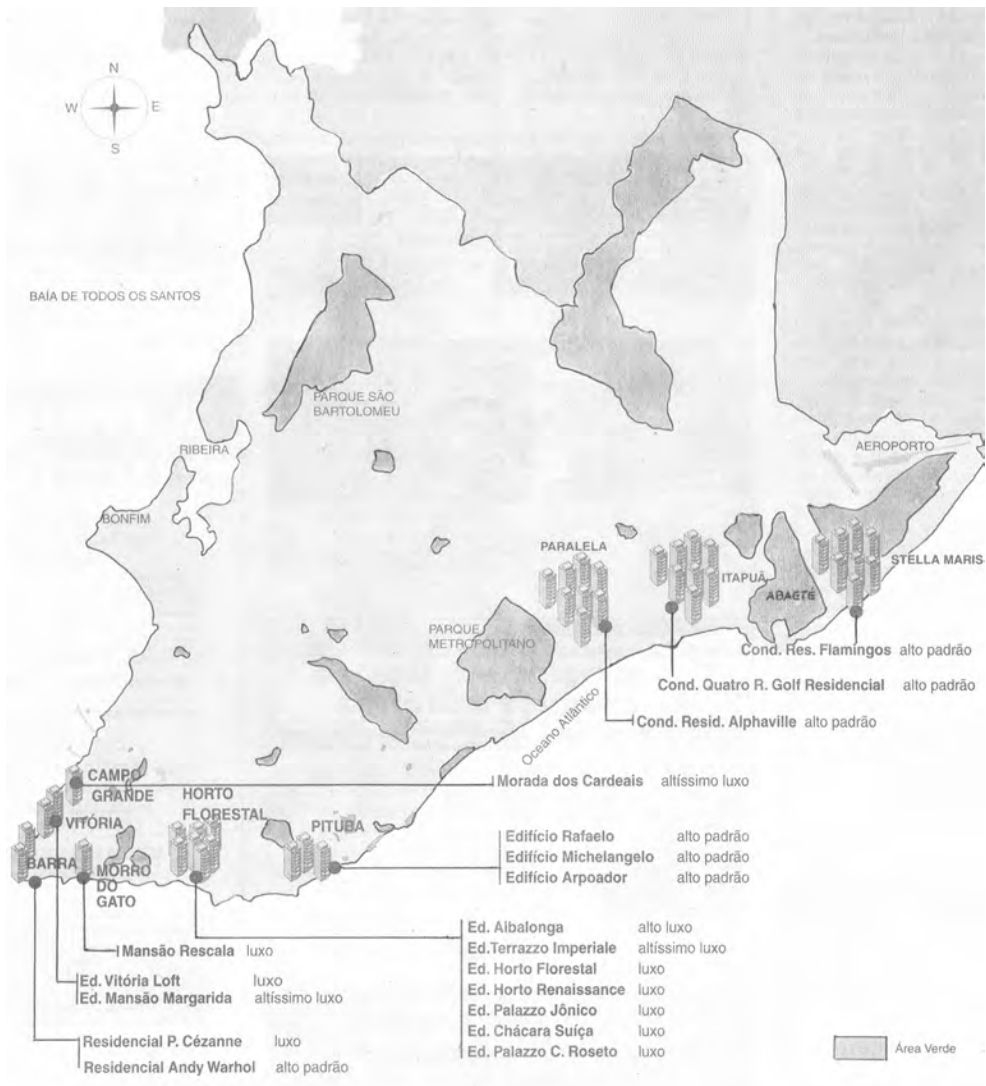 N
W E
S
BAÍA DE TODOS OS SANTOS
PARQUE SÃO
BARTOLOMEU
RIBEIRA
AEROPORTO
BONFIM
PARALELA
STELLA MARIS
ITAPUÃ
ABAETÉ
PARQUE
METROPOLITANO
Cond. Res. Flamingos alto padrão
Cond. Quatro R. Golf Residencial alto padrão
Cond. Resid. Alphaville alto padrão
Oceano Atlântico
CAMPO
GRANDE
Morada dos Cardeais altíssimo luxo
HORTO
FLORESTAL
VITÓRIA
PITUBA
Edifício Rafaelo alto padrão
Edifício Michelangelo alto padrão
Edifício Arpoador alto padrão
BARRA
MORRO
DO
GATO
Ed. Aibalonga alto luxo
Ed.Terrazzo Imperiale altíssimo luxo
Ed. Horto Florestal luxo
Ed. Horto Renaissance luxo
Ed. Palazzo Jônico luxo
Ed. Chácara Suíça luxo
Ed. Palazzo C. Roseto luxo
Mansão Rescala luxo
Ed. Vitória Loft luxo
Ed. Mansão Margarida altíssimo luxo
Residencial P. Cézanne luxo
Residencial Andy Warhol alto padrão
Área Verde